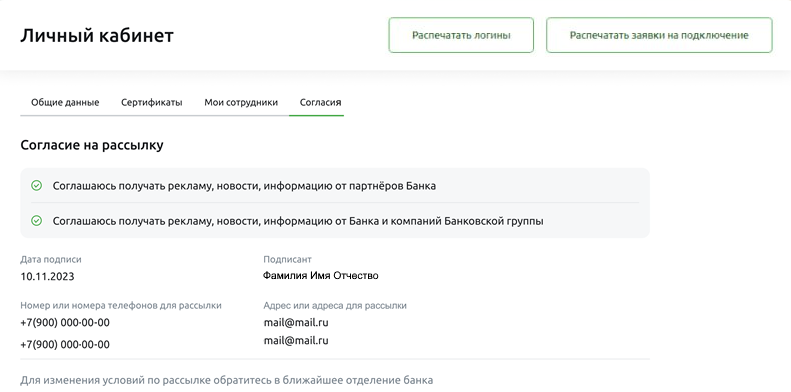 Личный кабинет
Распечатать логины
Распечатать заявки на подключение
Общие данные Сертификаты Мои сотрудники Согласия
Согласие на рассылку
Соглашаюсь получать рекламу, новости, информацию от партнёров Банка
Соглашаюсь получать рекламу, новости, информацию от Банка и компаний Банковской группы
Дата подписи
10.11.2023
Подписант
Фамилия Имя Отчество
Номер или номера телефонов для рассылки
+7(900) 000-00-00
+7(900) 000-00-00
Адрес или адреса для рассылки
mail@mail.ru
mail@mail.ru
Для изменения условий по рассылке обратитесь в ближайшее отделение банка